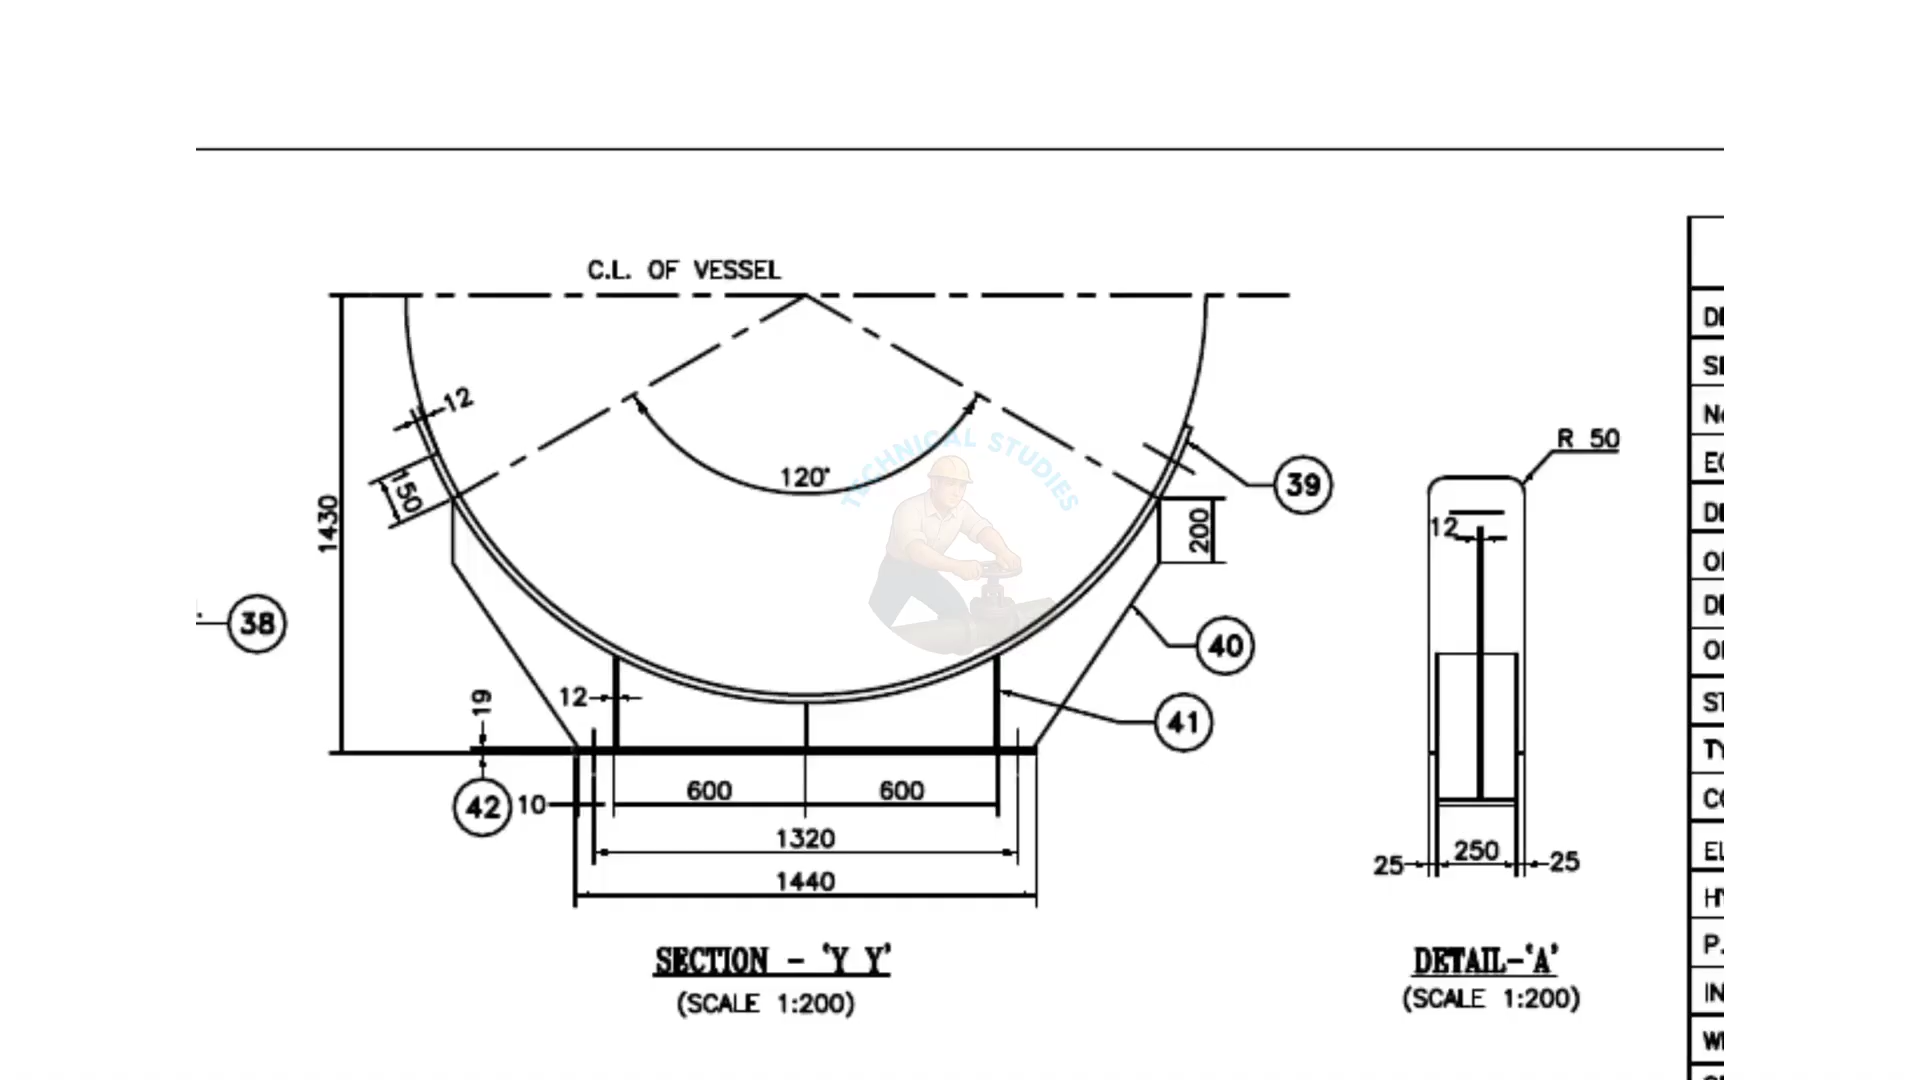 C.L. OF VESSEL
12
150
1430
120°
TECHNICAL STUDIES
39
200
R 50
12
38
40
19
12
41
42
10
600
600
1320
1440
25
250
25
SECTION - 'Y Y'
(SCALE 1:200)
DETAIL-'A'
(SCALE 1:200)
P.
IN